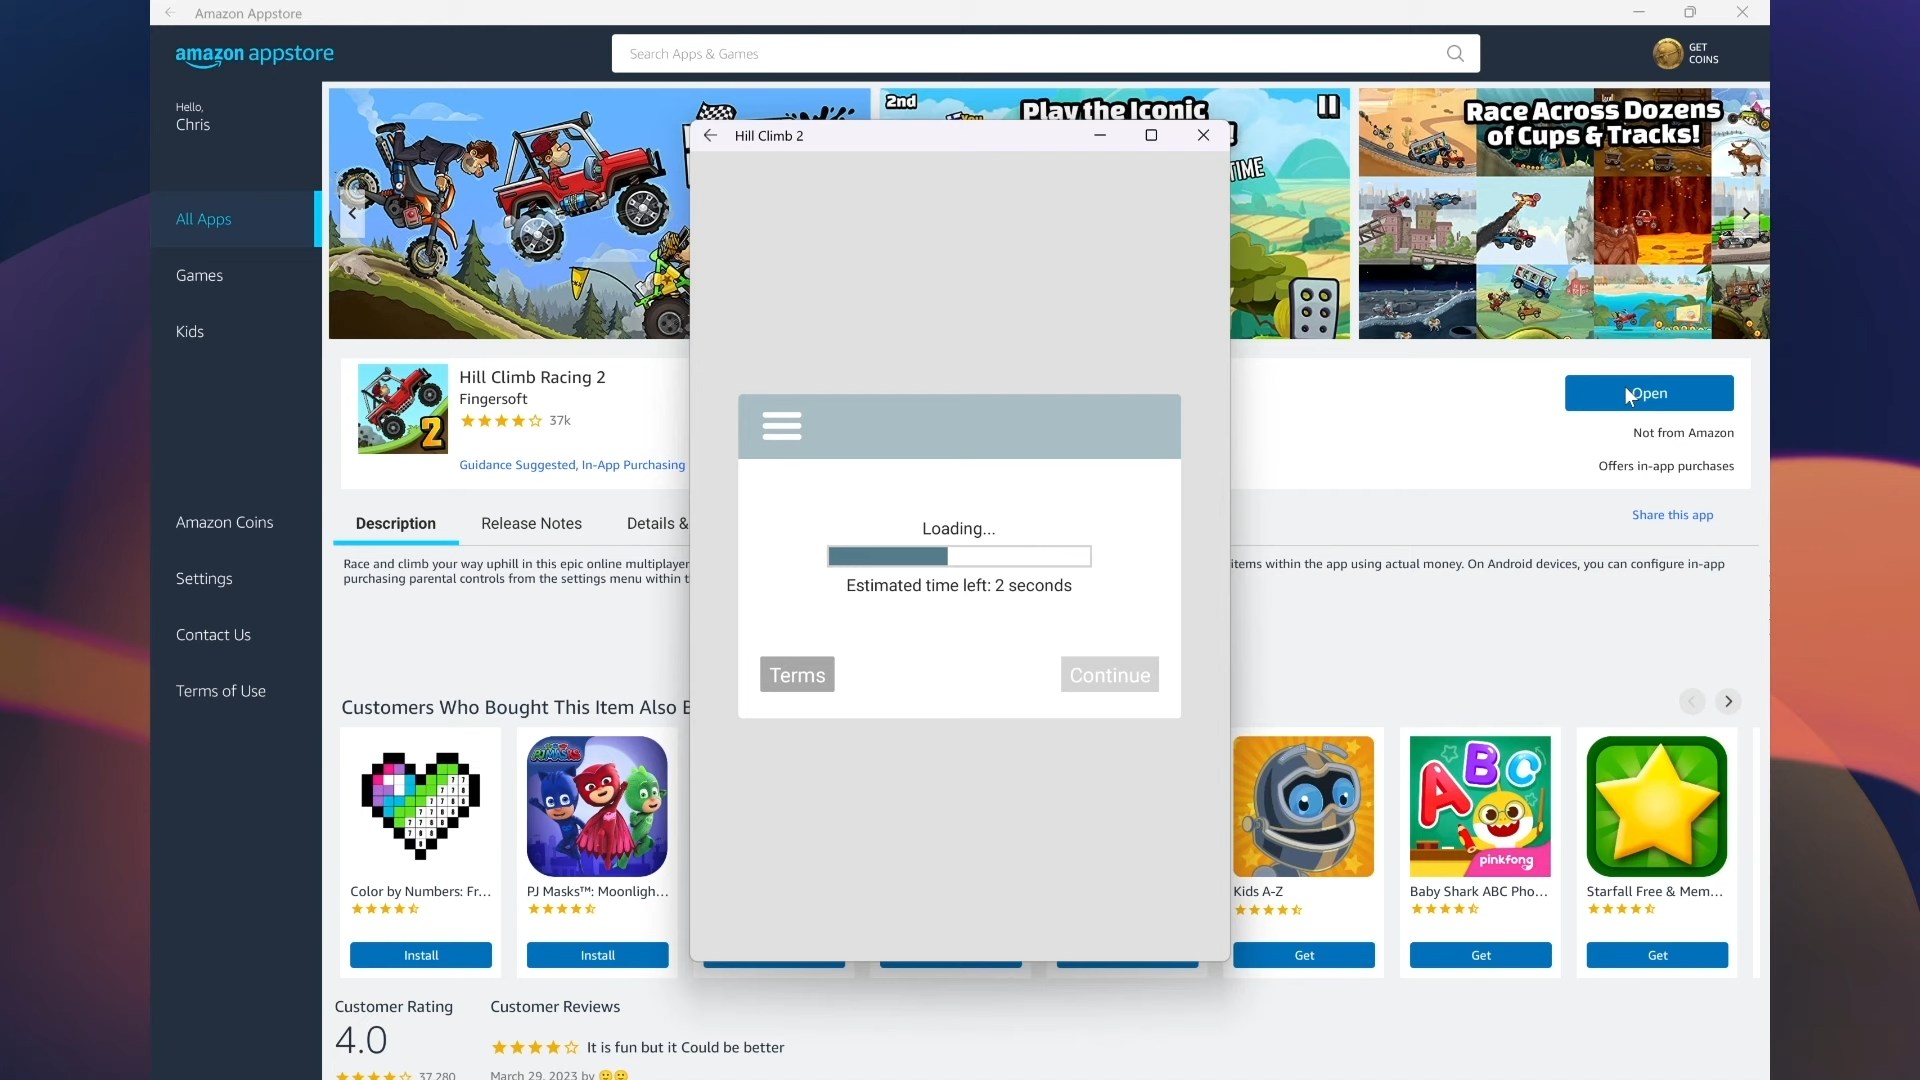 Amazon Appstore
amazon appstore
Search Apps & Games
GET
COINS
Hello,
Chris
All Apps
Games
Kids
Amazon Coins
Settings
Contact Us
Terms of Use
2nd
Play the Iconic
TIME
Race Across Dozens
of Cups & Tracks!
Hill Climb 2
Hill Climb Racing 2
Fingersoft
37k
Guidance Suggested, In-App Purchasing
2
Open
Not from Amazon
Offers in-app purchases
Share this app
Description
Release Notes
Details &
Race and climb your way uphill in this epic online multiplayer
items within the app using actual money. On Android devices, you can configure in-app
purchasing parental controls from the settings menu within
Loading...
Estimated time left: 2 seconds
Terms
Continue
Customers Who Bought This Item Also
PJ MASKS
ABC
pinkfong
Color by Numbers: Fr...
PJ Masks™: Moonligh...
Kids A-Z
Baby Shark ABC Pho...
Starfall Free & Mem...
Install
Install
Get
Get
Get
Customer Rating
Customer Reviews
4.0
It is fun but it Could be better
37,280
March 29, 2023 by